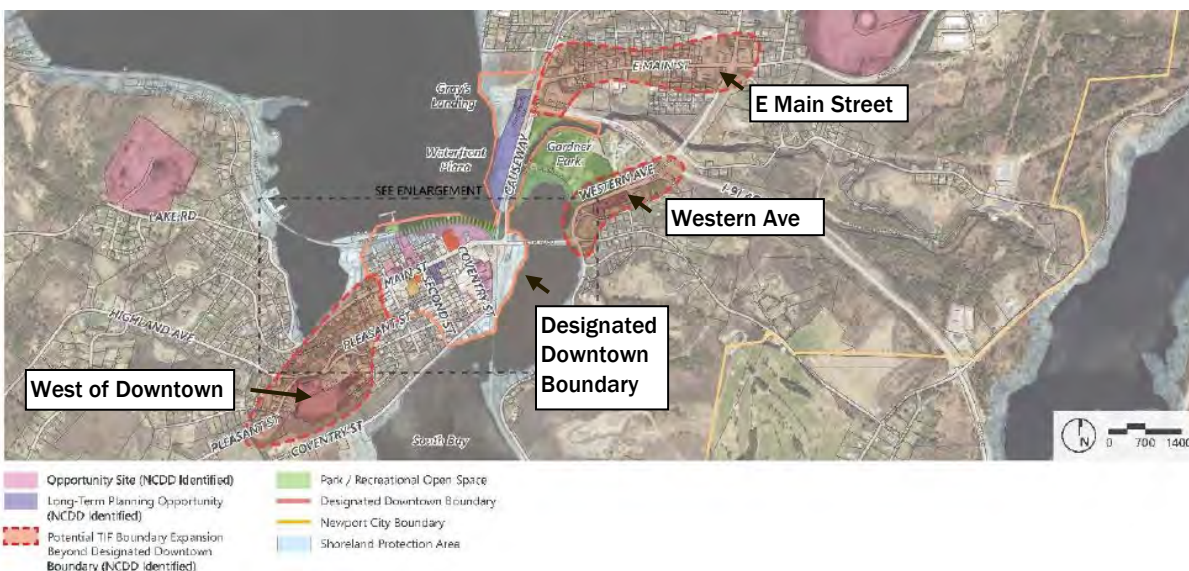 E MAIN ST
E Main Street
Gray's
Landing
CAUSEWAY
Gardner
Park
Waterfront
Plaza
SEE ENLARGEMENT
WESTERN AVE
I-91
Western Ave
LAKE RD
MAIN ST
COVENTRY ST
SECOND ST
Designated
Downtown
Boundary
HIGHLAND AVE
PLEASANT ST
West of Downtown
PLEASANT ST
COVENTRY ST
South Bay
N
0 700 1400
Opportunity Site (NCDD Identified)
Long-Term Planning Opportunity
(NCDD Identified)
Potential TIF Boundary Expansion
Beyond Designated Downtown
Boundary (NCDD Identified)
Park / Recreational Open Space
Designated Downtown Boundary
Newport City Boundary
Shoreland Protection Area